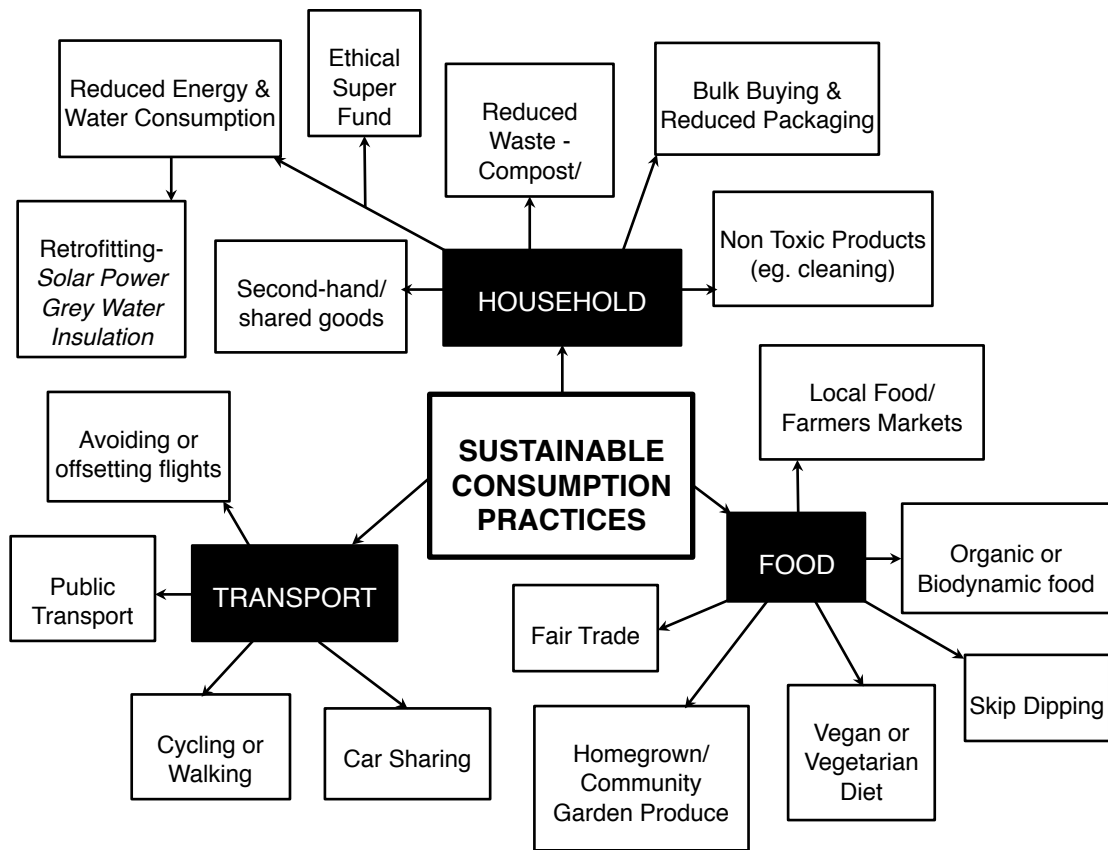 Reduced Energy &
Water Consumption
Ethical
Super
Fund
Reduced
Waste -
Compost/
Bulk Buying &
Reduced Packaging
Retrofitting-
Solar Power
Grey Water
Insulation
Second-hand/
shared goods
HOUSEHOLD
Non Toxic Products
(eg. cleaning)
SUSTAINABLE
CONSUMPTION
PRACTICES
Local Food/
Farmers Markets
Avoiding or
offsetting flights
Public
Transport
TRANSPORT
FOOD
Organic or
Biodynamic food
Fair Trade
Skip Dipping
Cycling or
Walking
Car Sharing
Homegrown/
Community
Garden Produce
Vegan or
Vegetarian
Diet